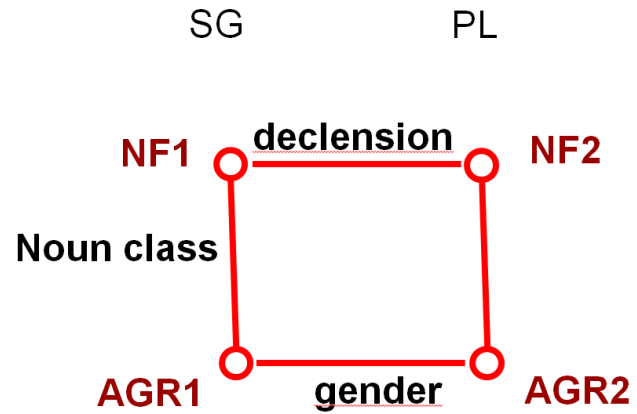 SG PL
declension
NF1 NF2
Noun class
AGR1 gender AGR2